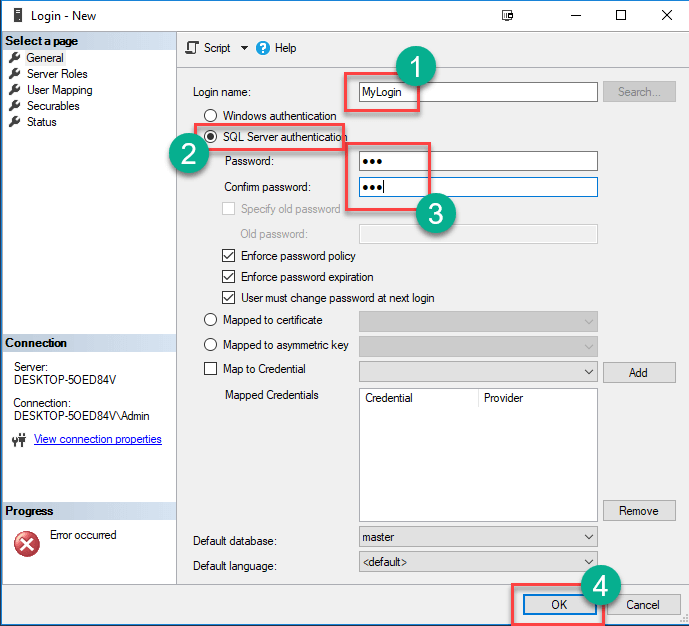 Login - New
Select a page
General
Server Roles
User Mapping
Securables
Status
Connection
Server:
DESKTOP-5OED84V
Connection:
DESKTOP-5OED84V\Admin
View connection properties
Progress
Error occurred
Script
Help
1
Login name:
MyLogin
Search...
Windows authentication
2
SQL Server authentication
Password:
●●●
Confirm password:
●●●
3
Specify old password
Old password:
Enforce password policy
Enforce password expiration
User must change password at next login
Mapped to certificate
Mapped to asymmetric key
Map to Credential
Add
Mapped Credentials
Credential Provider
Remove
Default database:
master
Default language:
<default>
4
OK
Cancel